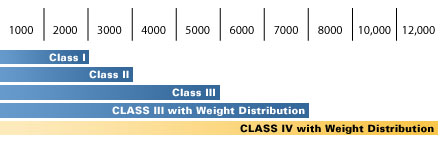 1000 2000 3000 4000 5000 6000 7000 8000 10,000 12,000
Class I
Class II
Class III
CLASS III with Weight Distribution
CLASS IV with Weight Distribution